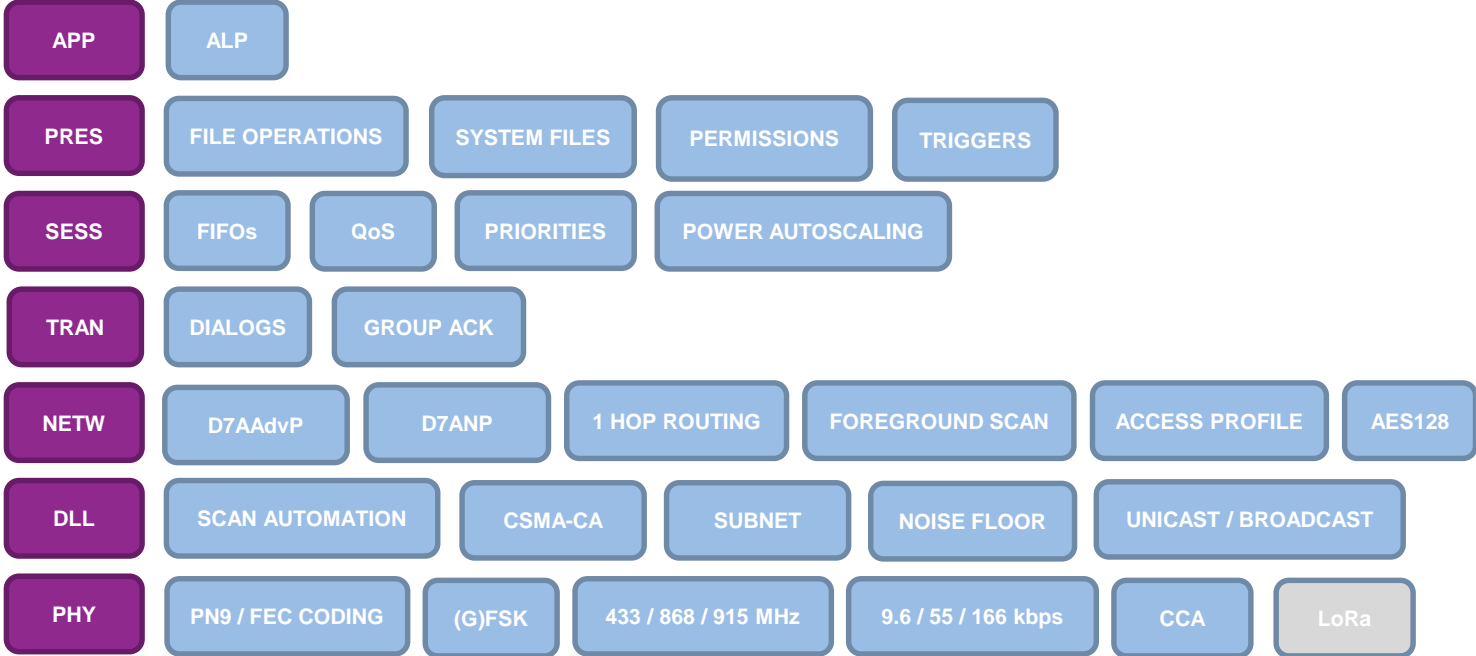 APP
ALP
PRES
FILE OPERATIONS
SYSTEM FILES
PERMISSIONS
TRIGGERS
SESS
FIFOs
QoS
PRIORITIES
POWER AUTOSCALING
TRAN
DIALOGS
GROUP ACK
NETW
D7AAdvP
D7ANP
1 HOP ROUTING
FOREGROUND SCAN
ACCESS PROFILE
AES128
DLL
SCAN AUTOMATION
CSMA-CA
SUBNET
NOISE FLOOR
UNICAST / BROADCAST
PHY
PN9 / FEC CODING
(G)FSK
433 / 868 / 915 MHz
9.6 / 55 / 166 kbps
CCA
LoRa